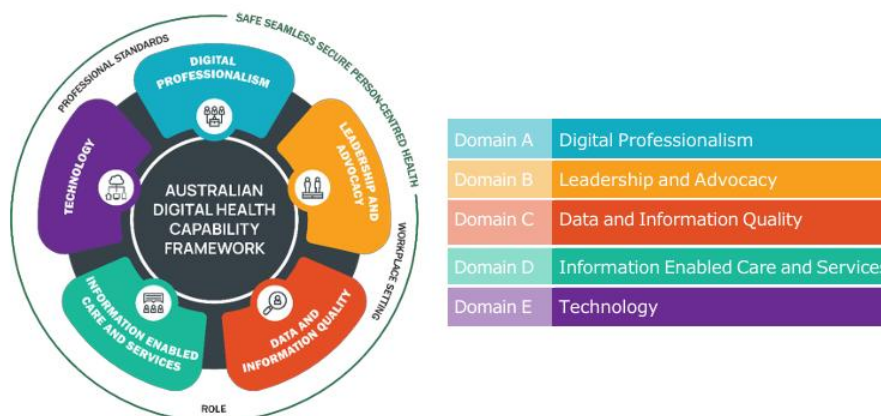 SAFE SEAMLESS SECURE PERSON-CENTRED HEALTH
PROFESSIONAL STANDARDS
DIGITAL
PROFESSIONALISM
LEADERSHIP AND
ADVOCACY
TECHNOLOGY
AUSTRALIAN
DIGITAL HEALTH
CAPABILITY
FRAMEWORK
WORKPLACE SETTING
INFORMATION ENABLED
CARE AND SERVICES
DATA AND
INFORMATION QUALITY
ROLE
Domain A Digital Professionalism
Domain B Leadership and Advocacy
Domain C Data and Information Quality
Domain D Information Enabled Care and Services
Domain E Technology